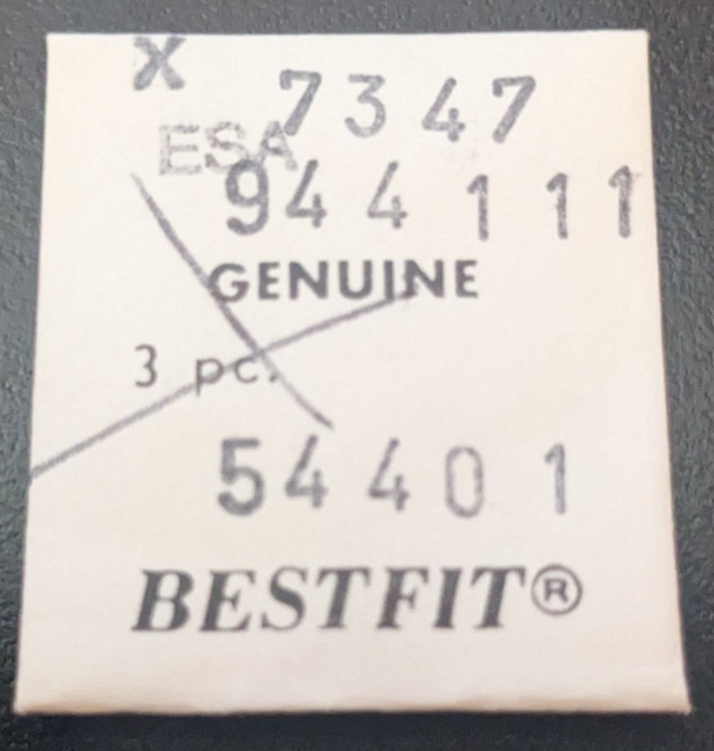 X 7347
ESA
944 111
GENUINE
3 pc.
54401
BESTFIT®